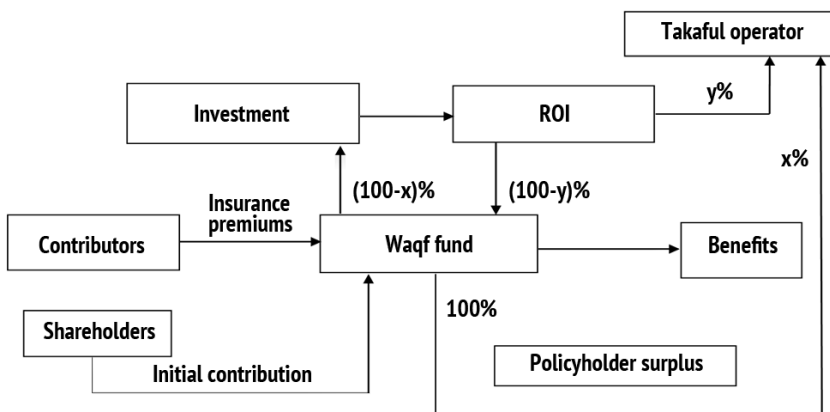 Takaful operator
Investment
ROI
y%
x%
(100-x)%
(100-y)%
Insurance
premiums
Contributors
Waqf fund
Benefits
100%
Shareholders
Policyholder surplus
Initial contribution